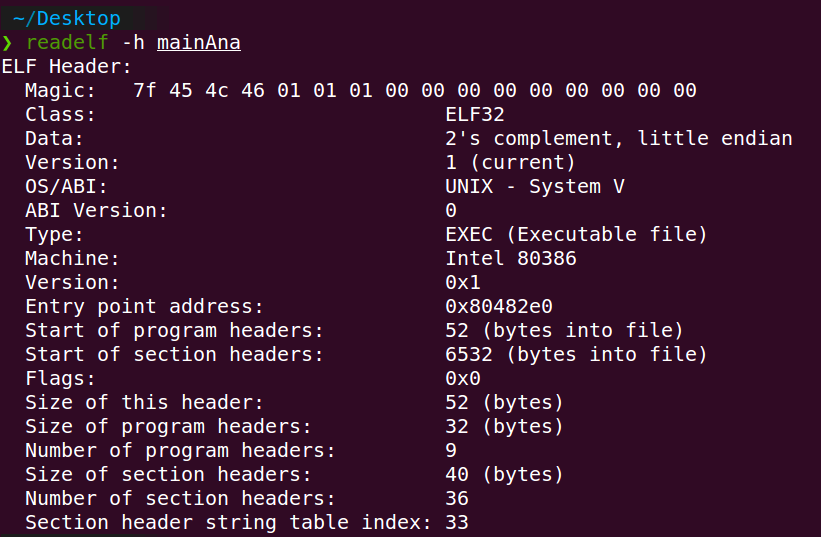 ~/Desktop
❯ readelf -h mainAna
ELF Header:
  Magic:   7f 45 4c 46 01 01 01 00 00 00 00 00 00 00 00 00
  Class:                             ELF32
  Data:                              2's complement, little endian
  Version:                           1 (current)
  OS/ABI:                            UNIX - System V
  ABI Version:                       0
  Type:                              EXEC (Executable file)
  Machine:                           Intel 80386
  Version:                           0x1
  Entry point address:               0x80482e0
  Start of program headers:          52 (bytes into file)
  Start of section headers:          6532 (bytes into file)
  Flags:                             0x0
  Size of this header:               52 (bytes)
  Size of program headers:           32 (bytes)
  Number of program headers:         9
  Size of section headers:           40 (bytes)
  Number of section headers:         36
  Section header string table index: 33